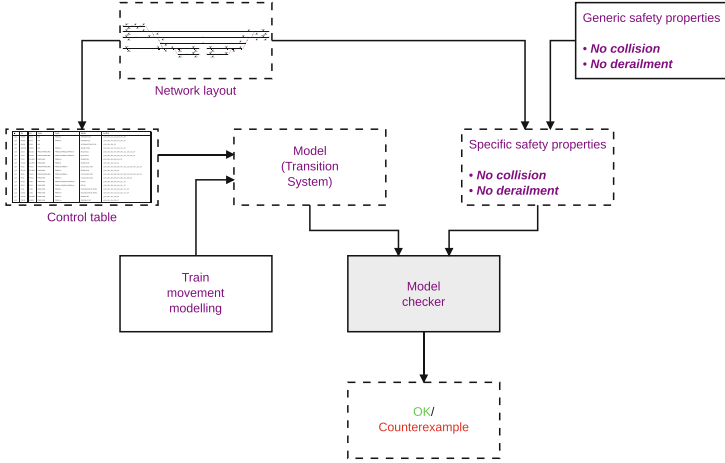 Generic safety properties
• No collision
• No derailment
Network layout
Model
(Transition
System)
Specific safety properties
• No collision
• No derailment
Control table
Train
movement
modelling
Model
checker
OK/
Counterexample